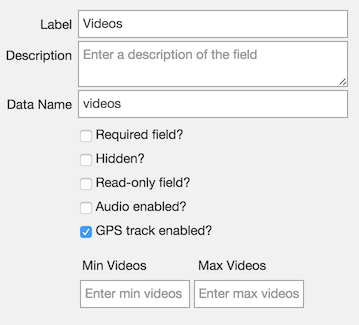 Label Videos
Description Enter a description of the field
Data Name videos
Required field?
Hidden?
Read-only field?
Audio enabled?
GPS track enabled?
Min Videos Max Videos
Enter min videos Enter max videos